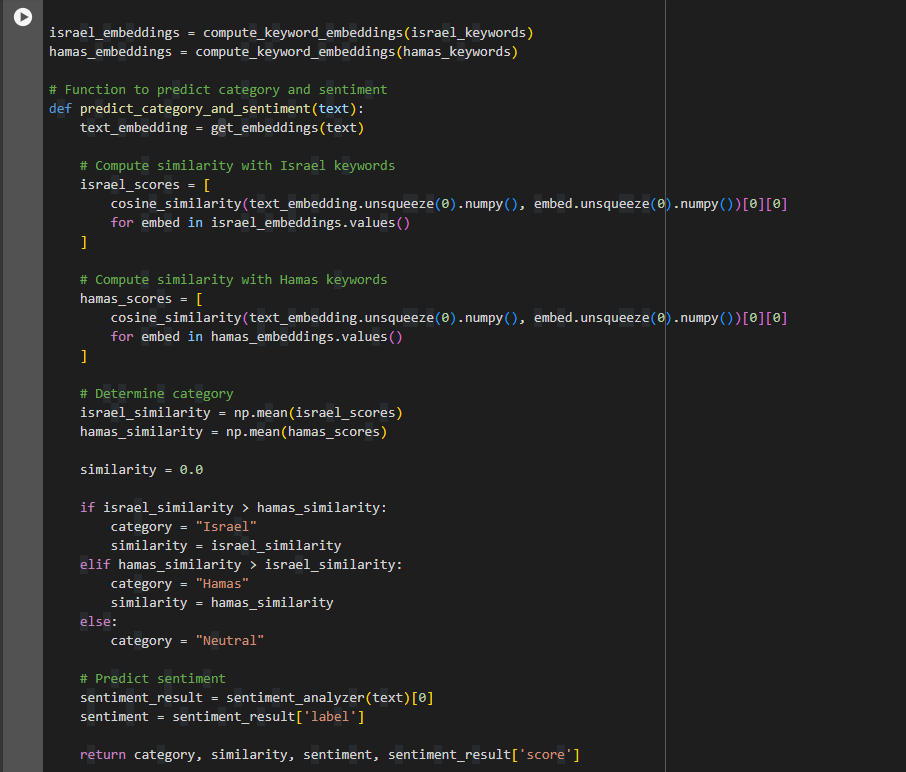 israel_embeddings = compute_keyword_embeddings(israel_keywords)
hamas_embeddings = compute_keyword_embeddings(hamas_keywords)
# Function to predict category and sentiment
def predict_category_and_sentiment(text):
text_embedding = get_embeddings(text)
# Compute similarity with Israel keywords
israel_scores = [
cosine_similarity(text_embedding.unsqueeze(0).numpy(), embed.unsqueeze(0).numpy())[0][0]
for embed in israel_embeddings.values()
]
# Compute similarity with Hamas keywords
hamas_scores = [
cosine_similarity(text_embedding.unsqueeze(0).numpy(), embed.unsqueeze(0).numpy())[0][0]
for embed in hamas_embeddings.values()
]
# Determine category
israel_similarity = np.mean(israel_scores)
hamas_similarity = np.mean(hamas_scores)
similarity = 0.0
if israel_similarity > hamas_similarity:
category = "Israel"
similarity = israel_similarity
elif hamas_similarity > israel_similarity:
category = "Hamas"
similarity = hamas_similarity
else:
category = "Neutral"
# Predict sentiment
sentiment_result = sentiment_analyzer(text)[0]
sentiment = sentiment_result['label']
return category, similarity, sentiment, sentiment_result['score']